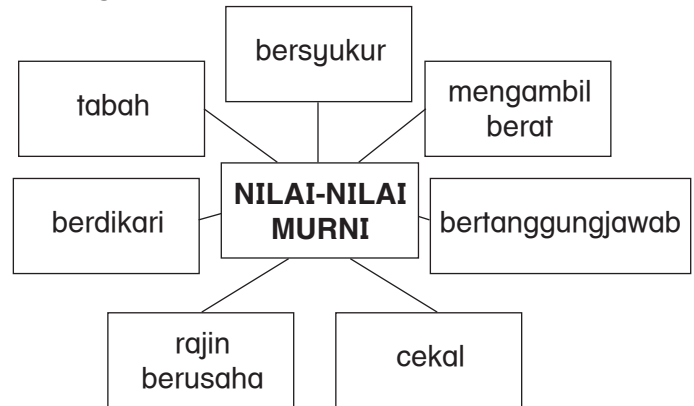 bersyukur
tabah
mengambil
berat
NILAI-NILAI
MURNI
berdikari
bertanggungjawab
rajin
berusaha
cekal